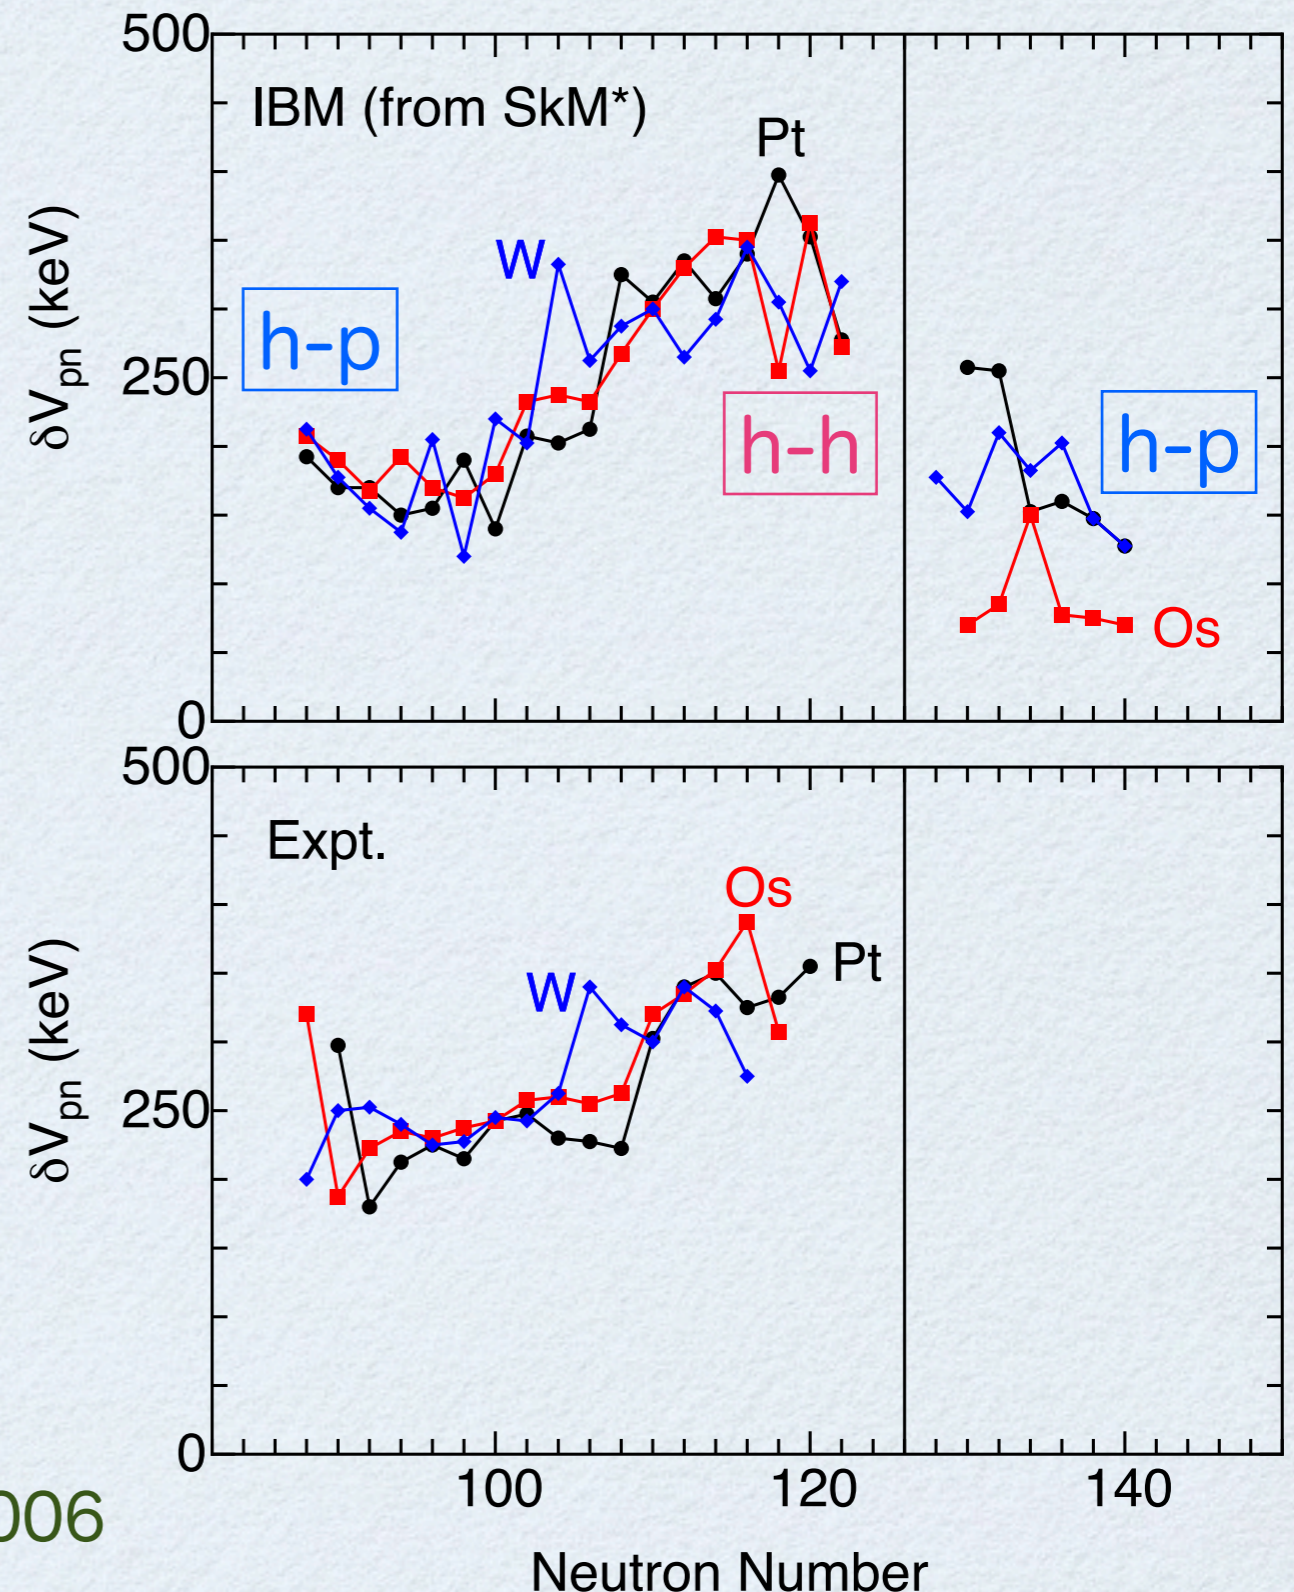 500
IBM (from SkM*)
Pt
W
h-p
250
h-h
h-p
Os
0
δVpn (keV)
500
Expt.
Os
W
Pt
250
0
δVpn (keV)
100
120
140
Neutron Number
006